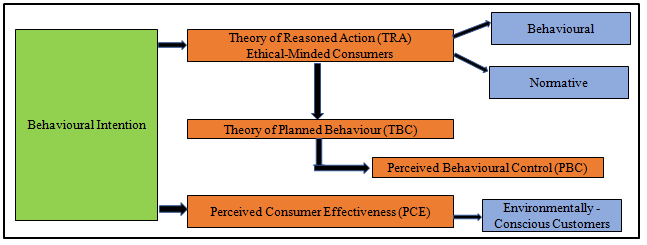 Behavioural Intention
Theory of Reasoned Action (TRA)
Ethical-Minded Consumers
Behavioural
Normative
Theory of Planned Behaviour (TBC)
Perceived Behavioural Control (PBC)
Perceived Consumer Effectiveness (PCE)
Environmentally -
Conscious Customers